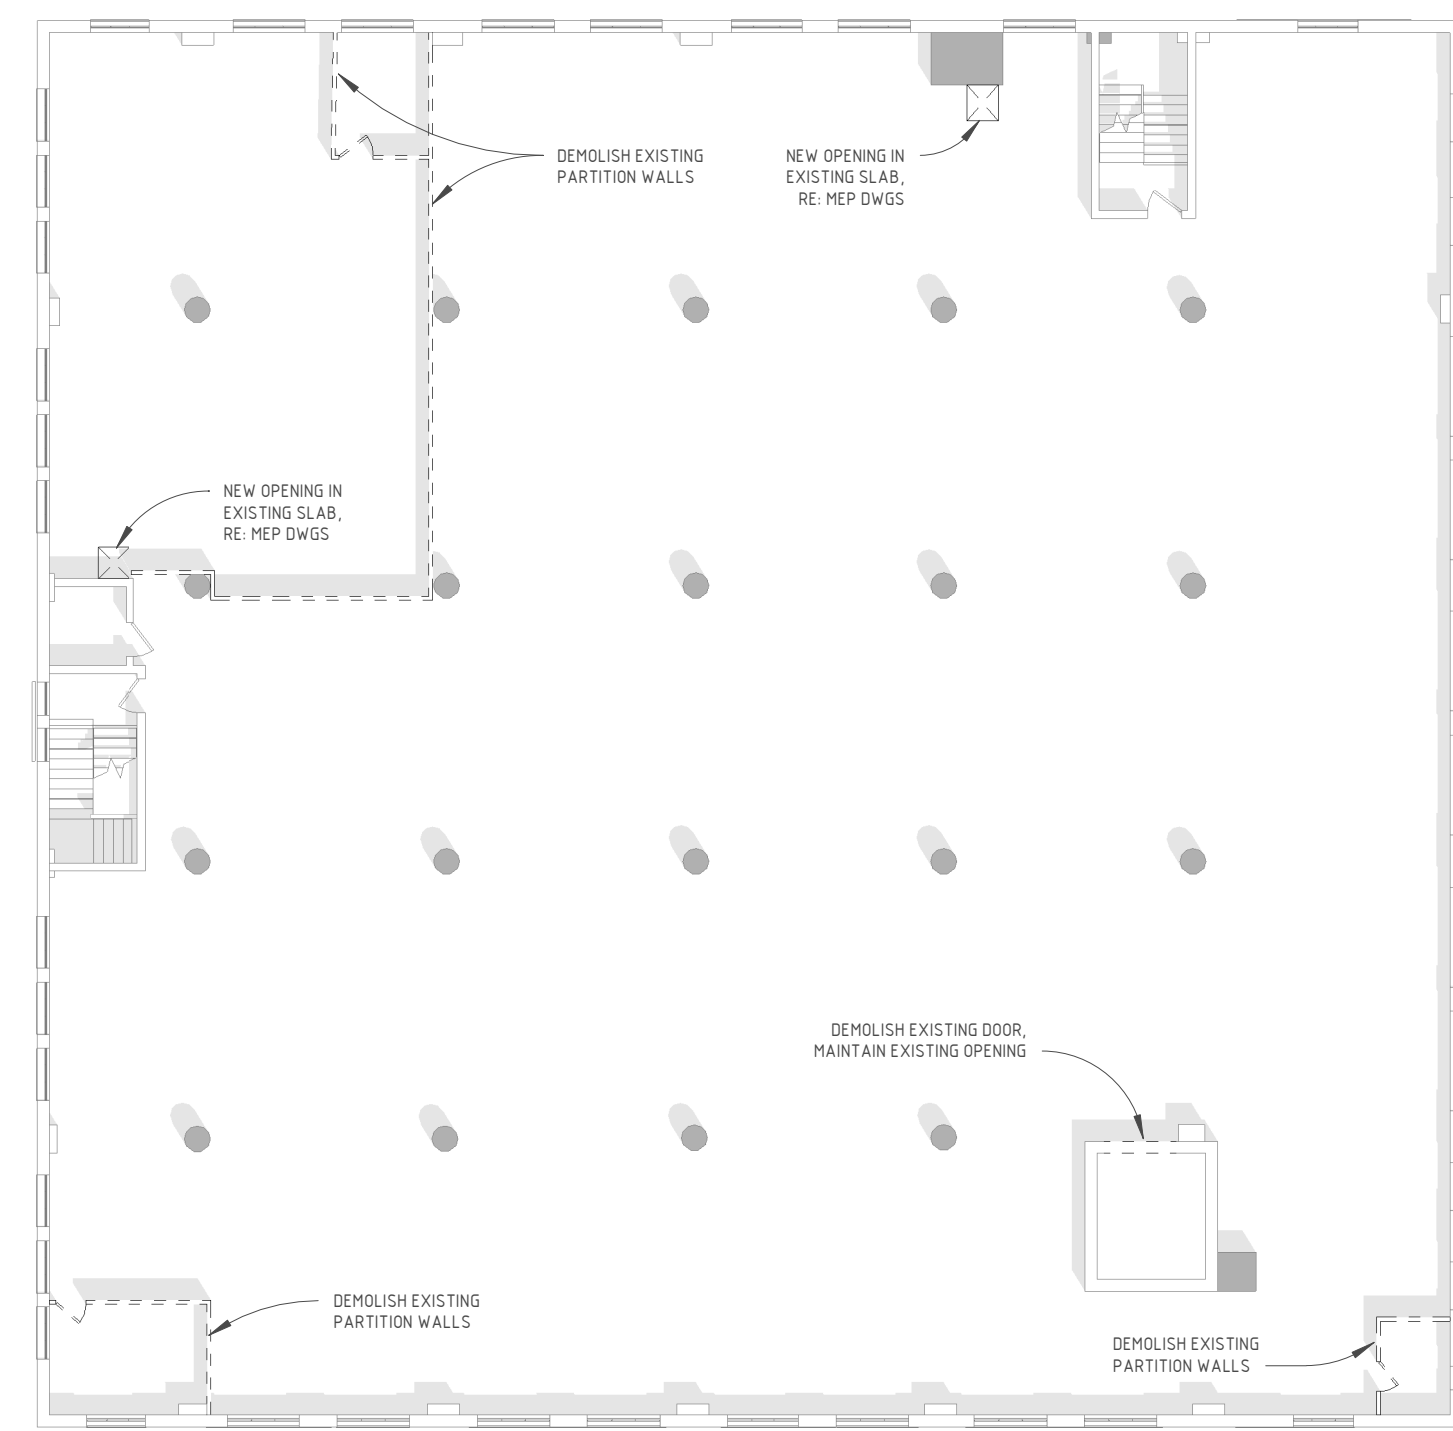 DEMOLISH EXISTING
PARTITION WALLS
NEW OPENING IN
EXISTING SLAB,
RE: MEP DWGS
NEW OPENING IN
EXISTING SLAB,
RE: MEP DWGS
DEMOLISH EXISTING DOOR,
MAINTAIN EXISTING OPENING
DEMOLISH EXISTING
PARTITION WALLS
DEMOLISH EXISTING
PARTITION WALLS